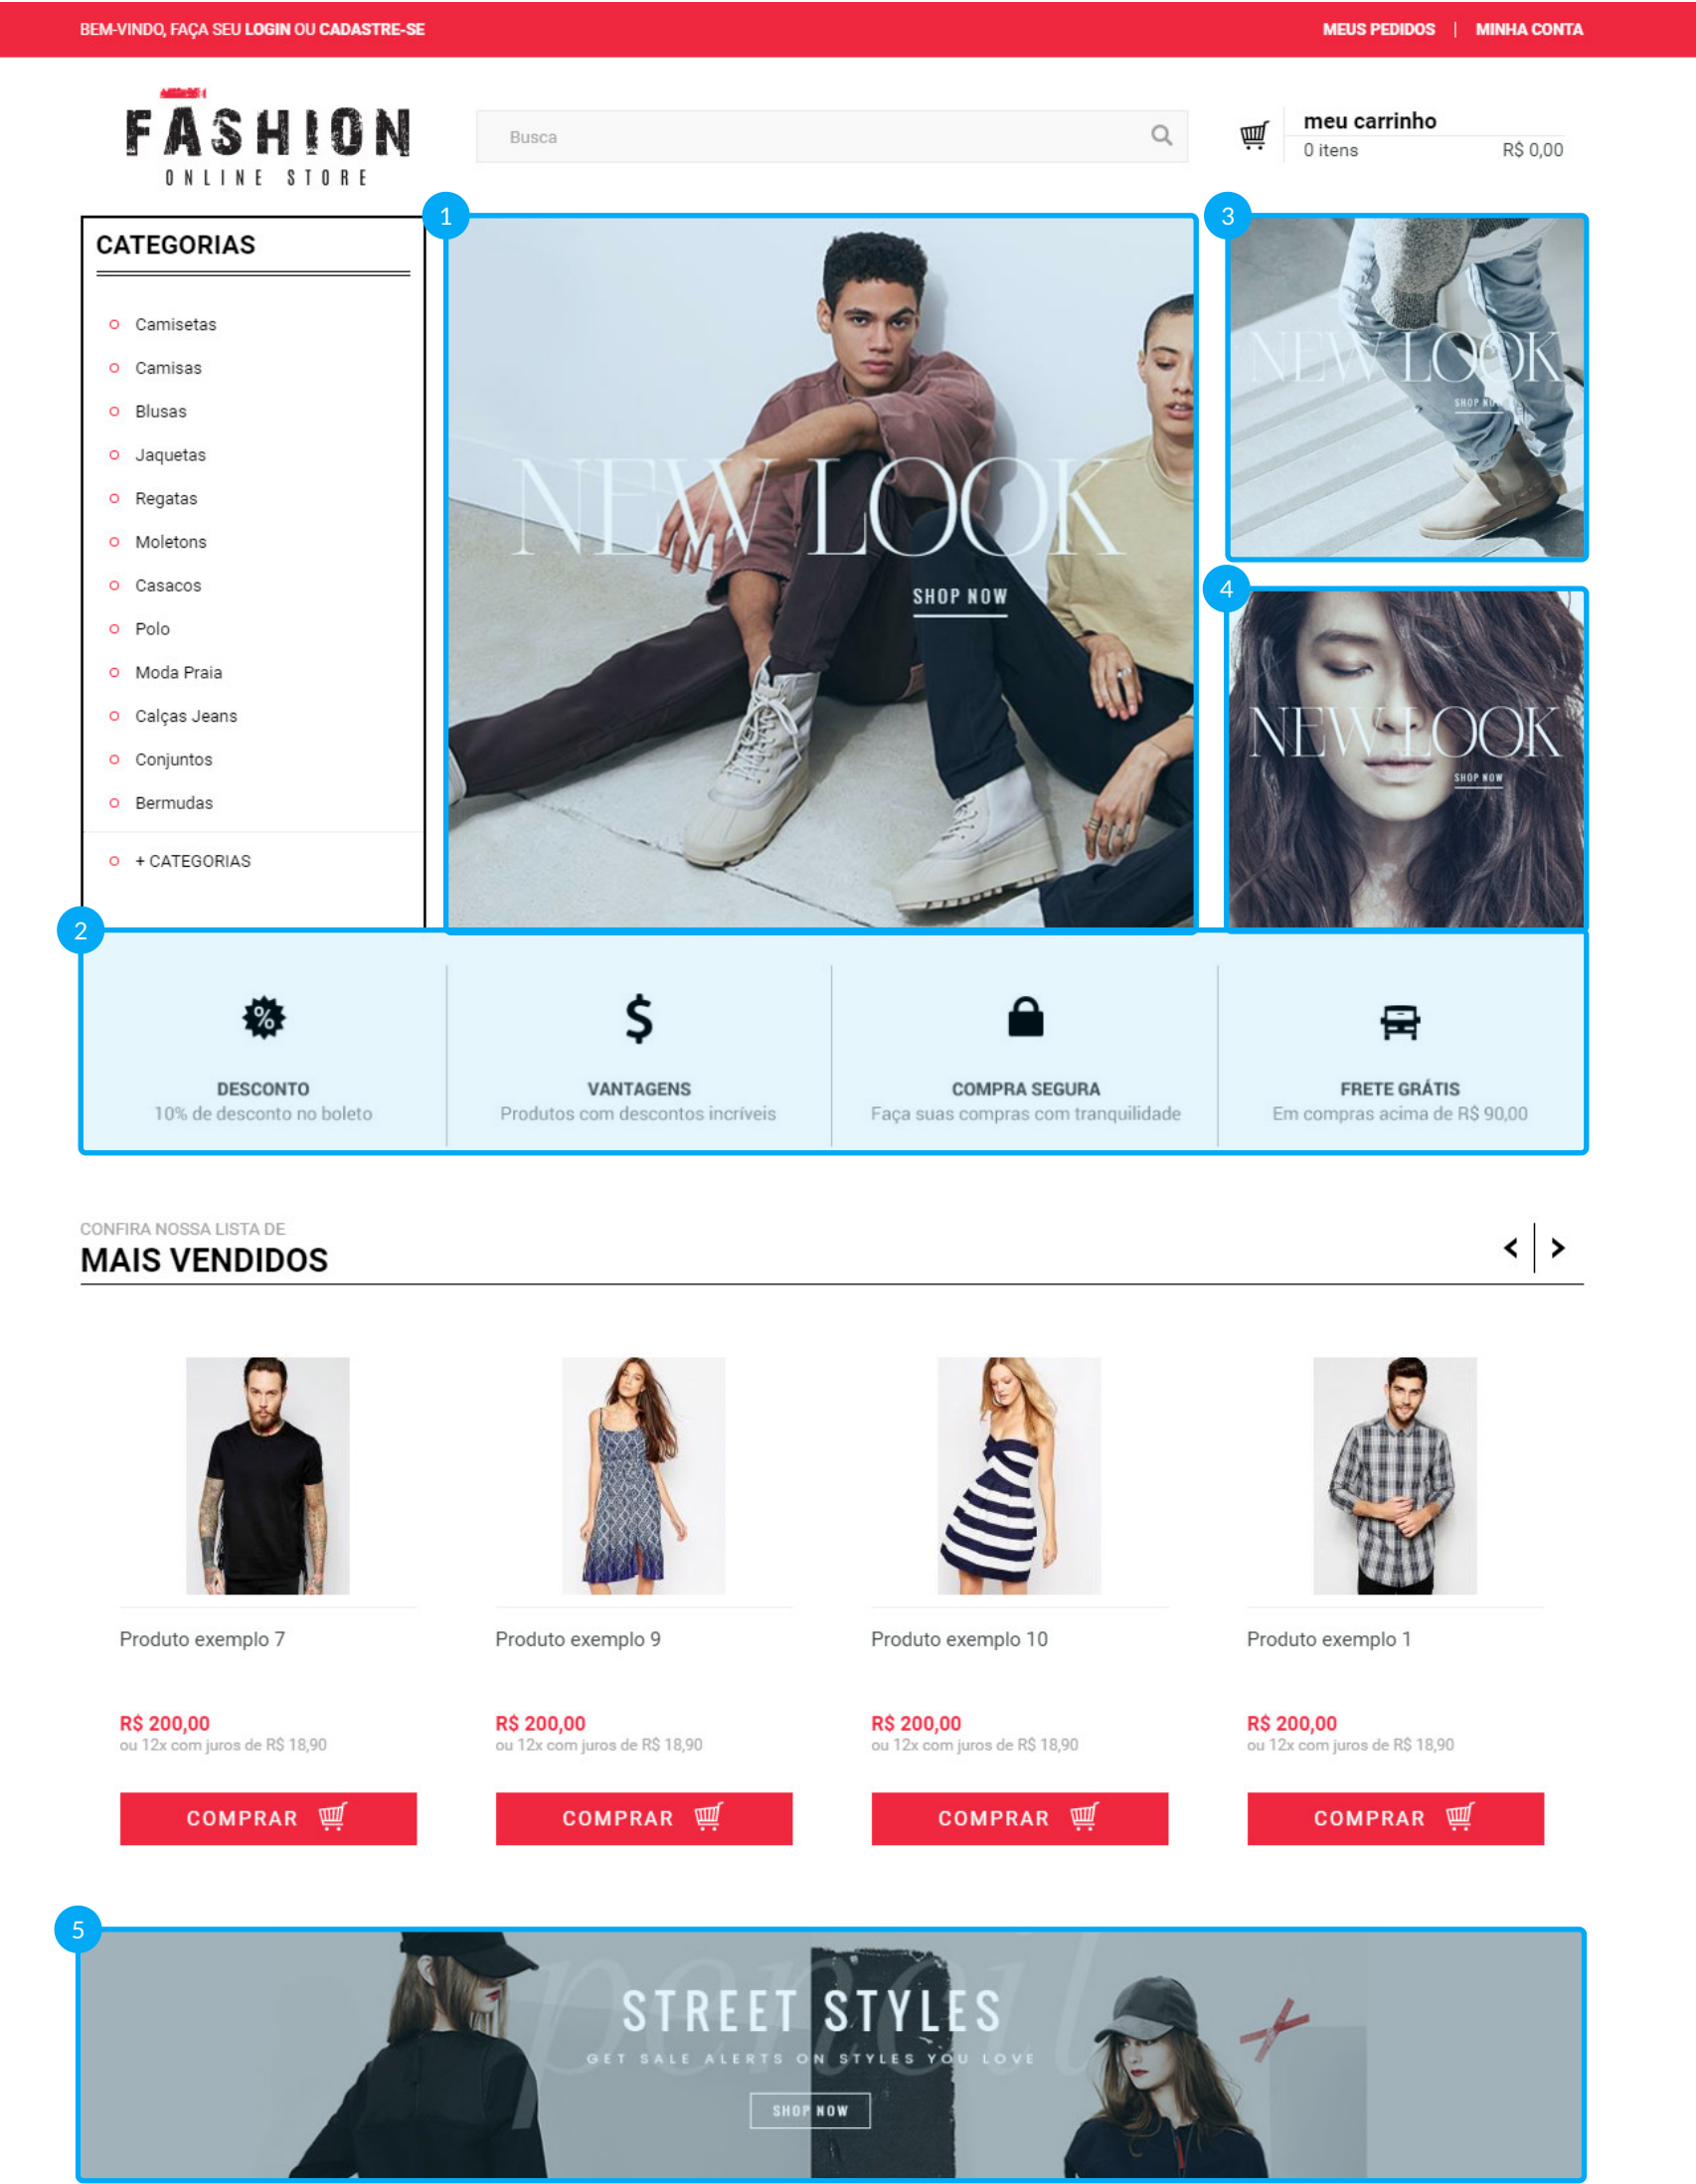 BEM-VINDO, FAÇA SEU LOGIN OU CADASTRE-SE
MEUS PEDIDOS | MINHA CONTA
FASHION
ONLINE STORE
Busca
meu carrinho
0 itens R$ 0,00
CATEGORIAS
Camisetas
Camisas
Blusas
Jaquetas
Regatas
Moletons
Casacos
Polo
Moda Praia
Calças Jeans
Conjuntos
Bermudas
+ CATEGORIAS
1
NEW LOOK
SHOP NOW
3
NEW LOOK
SHOP NOW
4
NEW LOOK
SHOP NOW
2
%
DESCONTO
10% de desconto no boleto
$
VANTAGENS
Produtos com descontos incríveis
COMPRA SEGURA
Faça suas compras com tranquilidade
FRETE GRÁTIS
Em compras acima de R$ 90,00
CONFIRA NOSSA LISTA DE
MAIS VENDIDOS
< | >
Produto exemplo 7
R$ 200,00
ou 12x com juros de R$ 18,90
COMPRAR
Produto exemplo 9
R$ 200,00
ou 12x com juros de R$ 18,90
COMPRAR
Produto exemplo 10
R$ 200,00
ou 12x com juros de R$ 18,90
COMPRAR
Produto exemplo 1
R$ 200,00
ou 12x com juros de R$ 18,90
COMPRAR
5
pencil
STREET STYLES
GET SALE ALERTS ON STYLES YOU LOVE
SHOP NOW